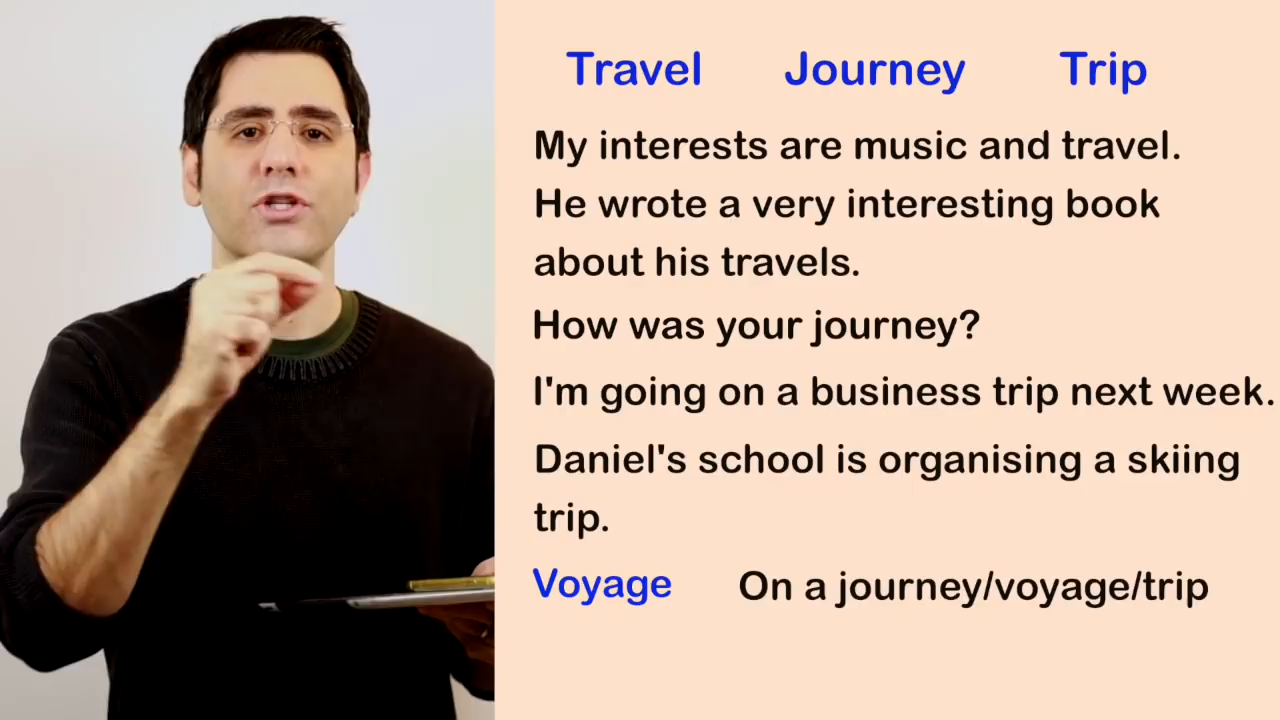 Travel Journey Trip
My interests are music and travel.
He wrote a very interesting book
about his travels.
How was your journey?
I'm going on a business trip next week.
Daniel's school is organising a skiing
trip.
Voyage On a journey/voyage/trip